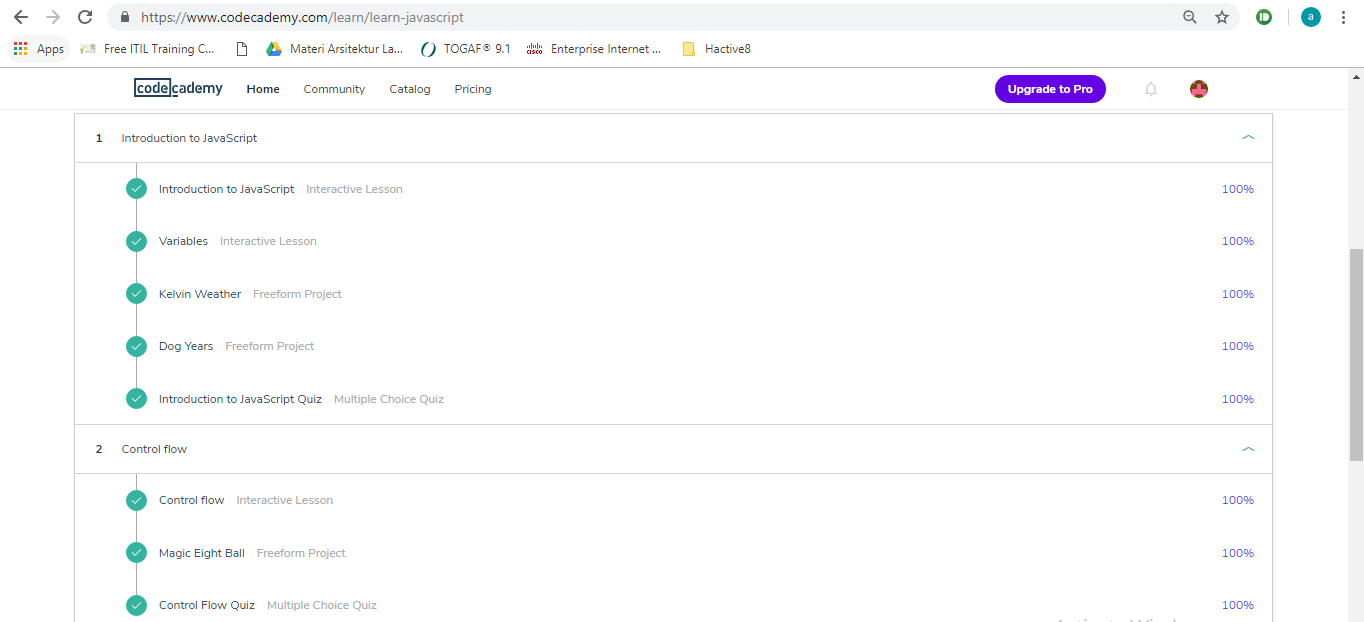 https://www.codecademy.com/learn/learn-javascript
a
Apps Free ITIL Training C... Materi Arsitektur La... TOGAF® 9.1 cisco Enterprise Internet ... Hactive8
codecademy Home Community Catalog Pricing Upgrade to Pro
1 Introduction to JavaScript
Introduction to JavaScript Interactive Lesson 100%
Variables Interactive Lesson 100%
Kelvin Weather Freeform Project 100%
Dog Years Freeform Project 100%
Introduction to JavaScript Quiz Multiple Choice Quiz 100%
2 Control flow
Control flow Interactive Lesson 100%
Magic Eight Ball Freeform Project 100%
Control Flow Quiz Multiple Choice Quiz 100%